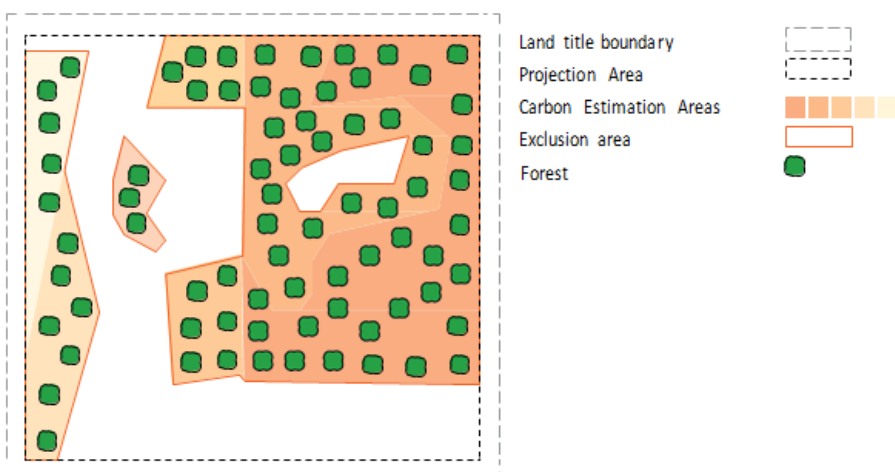 Land title boundary
Projection Area
Carbon Estimation Areas
Exclusion area
Forest